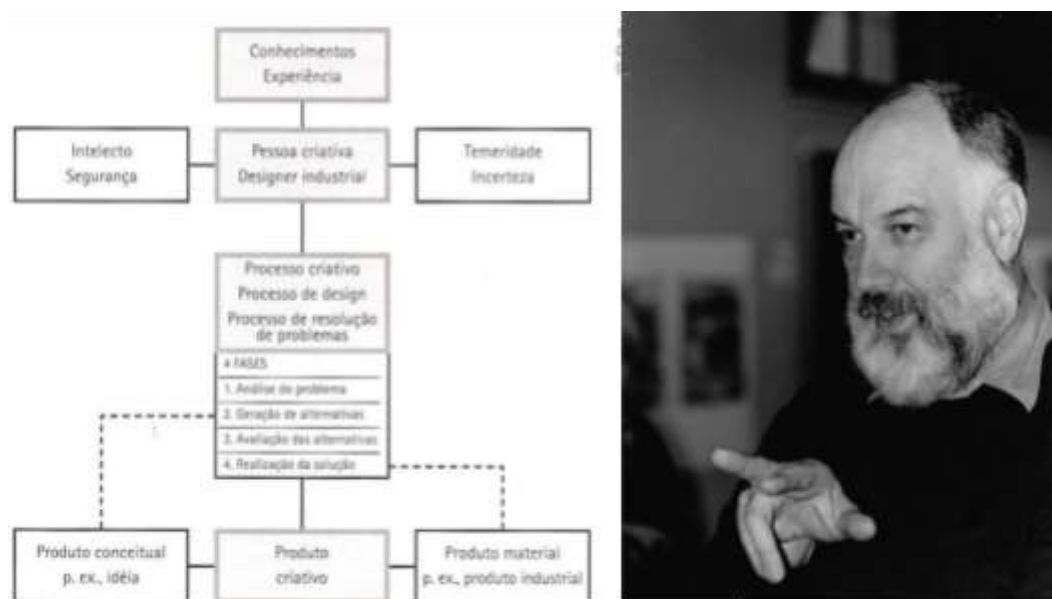 Conhecimentos
Experiência
Intelecto
Segurança
Pessoa criativa
Designer industrial
Temeridade
Incerteza
Processo criativo
Processo de design
Processo de resolução
de problemas
4 FASES
1. Análise do problema
2. Geração de alternativas
3. Avaliação das alternativas
4. Realização da solução
Produto conceitual
p. ex., idéia
Produto
criativo
Produto material
p. ex., produto industrial